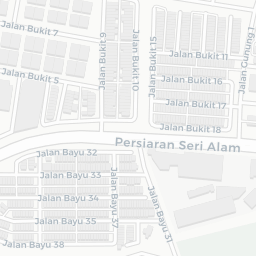 Jalan Bukit 7
Jalan Bukit 9
Jalan Bukit 10
Jalan Bukit 15
Jalan Bukit 11
Jalan Gunung 1
Jalan Bukit 5
Jalan Bukit 16
Jalan Bukit 17
Jalan Bukit 18
Persiaran Seri Alam
Jalan Bayu 32
Jalan Bayu 33
Jalan Bayu 34
Jalan Bayu 35
Jalan Bayu 37
Jalan Bayu 31
Jalan Bayu 38